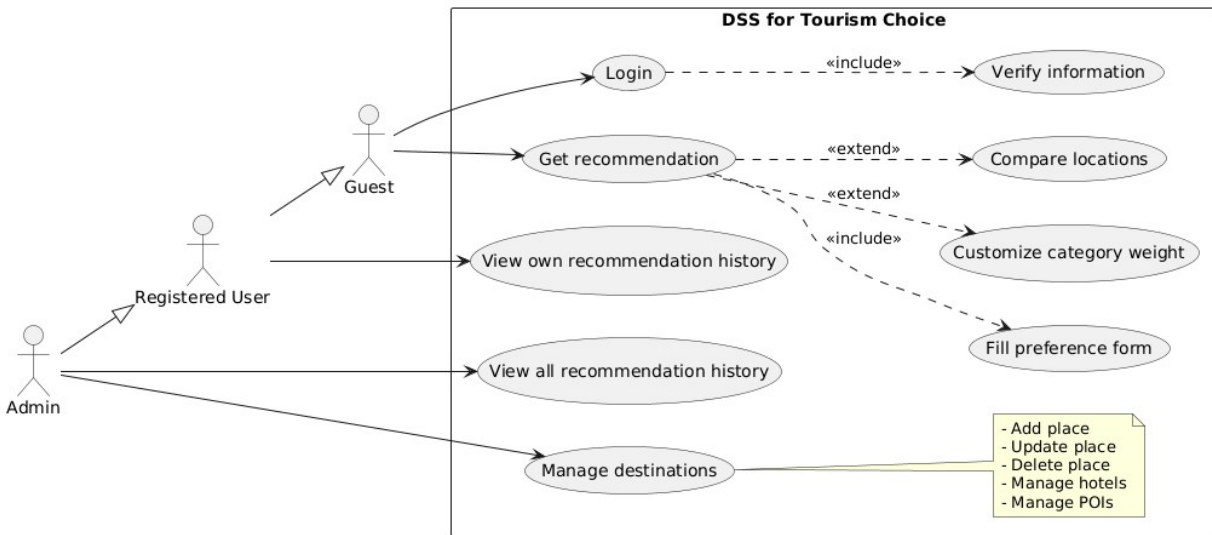 DSS for Tourism Choice
Login
«include»
Verify information
Guest
Get recommendation
«extend»
Compare locations
«extend»
Customize category weight
«include»
Registered User
View own recommendation history
Fill preference form
Admin
View all recommendation history
Manage destinations
- Add place
- Update place
- Delete place
- Manage hotels
- Manage POIs